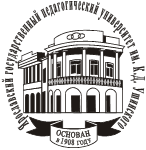 Ярославский государственный педагогический университет им. К.Д. Ушинского
ОСНОВАН
в 1908 году